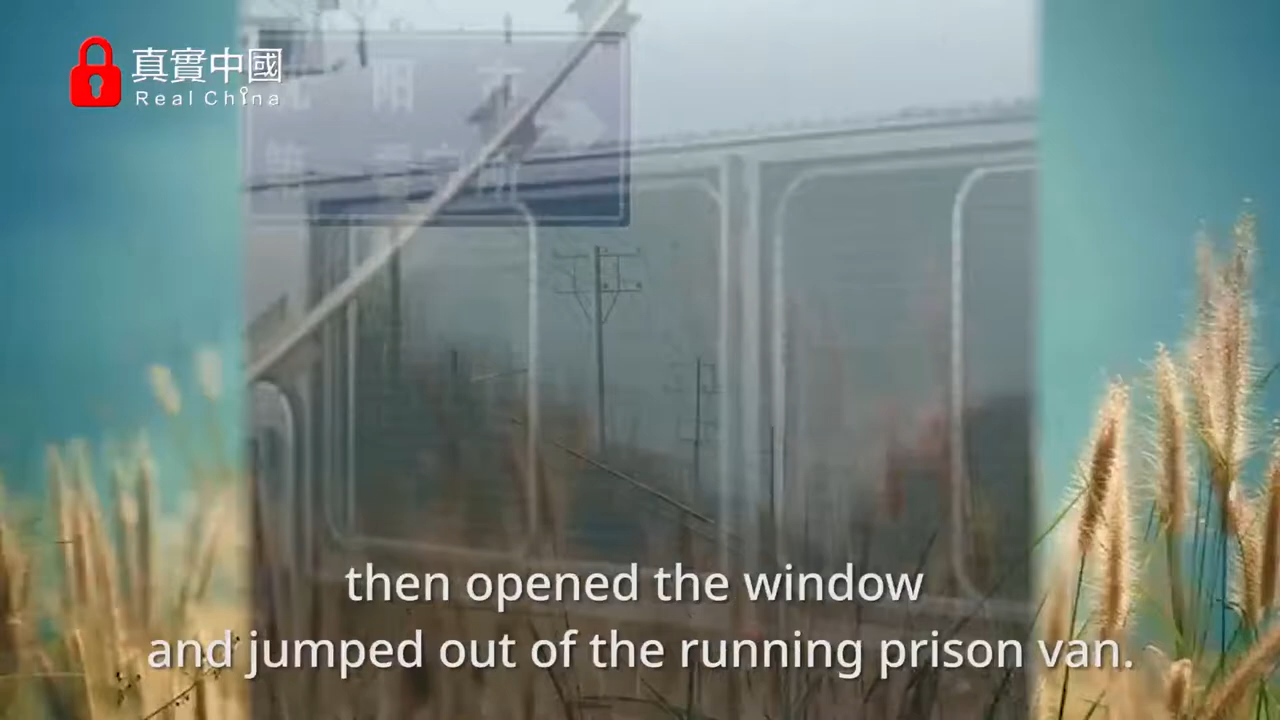 真實中國
Real China
then opened the window
and jumped out of the running prison van.